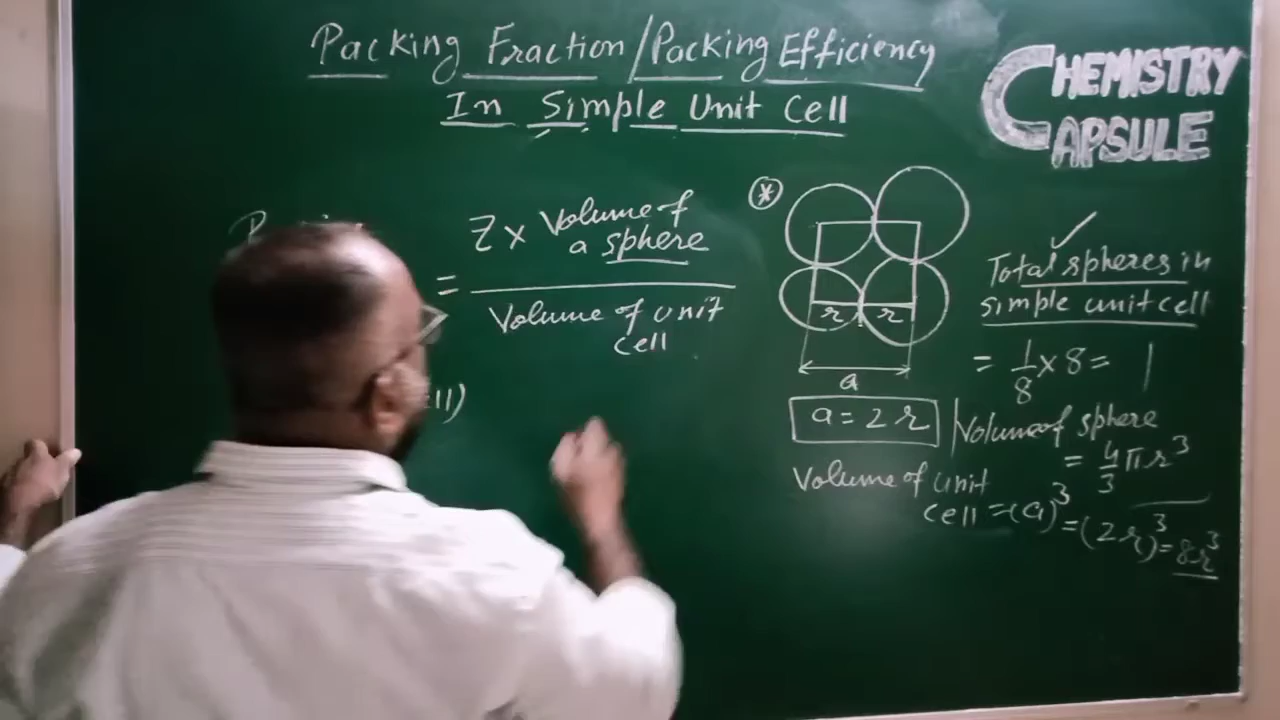 Packing Fraction/Packing Efficiency
In Simple Unit Cell
CHEMISTRY
CAPSULE
= Z × Volume of
a sphere
Volume of unit
cell
ll)
*
r r
a
a = 2r
Total spheres in
simple unit cell
= 1/8 × 8 = 1
Volume of sphere
= 4/3 πr³
Volume of unit
cell = (a)³ = (2r)³ = 8r³